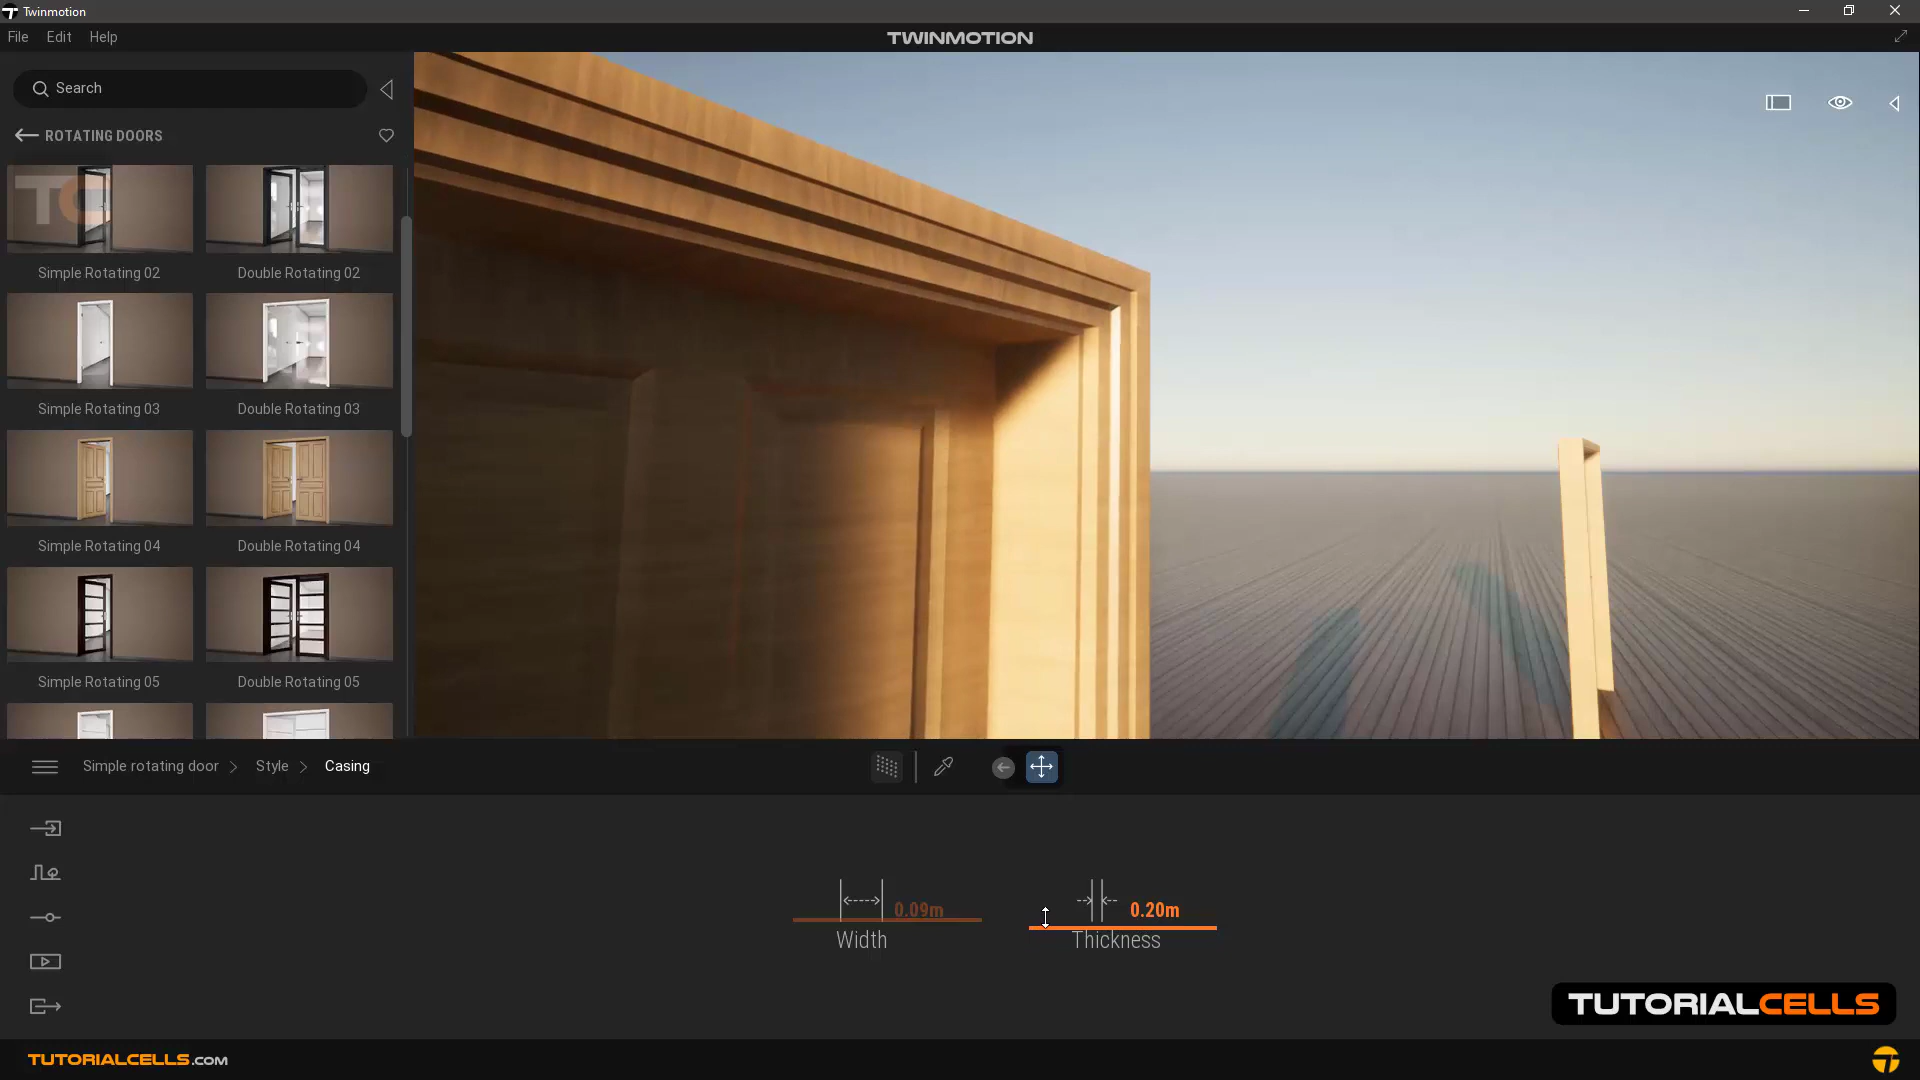 Twinmotion
File Edit Help
TWINMOTION
Search
ROTATING DOORS
TC
Simple Rotating 02 Double Rotating 02
Simple Rotating 03 Double Rotating 03
Simple Rotating 04 Double Rotating 04
Simple Rotating 05 Double Rotating 05
Simple rotating door > Style > Casing
0.09m 0.20m
Width Thickness
TUTORIALCELLS
TUTORIALCELLS.COM